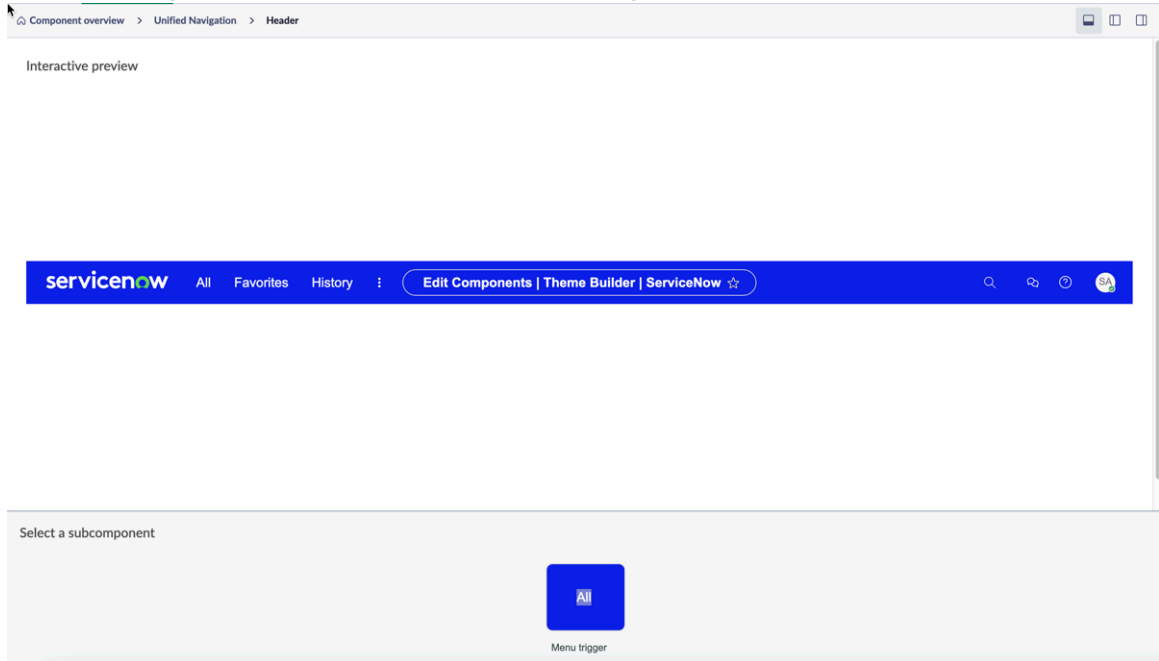 Component overview > Unified Navigation > Header
Interactive preview
servicenow All Favorites History Edit Components | Theme Builder | ServiceNow SA
Select a subcomponent
All
Menu trigger